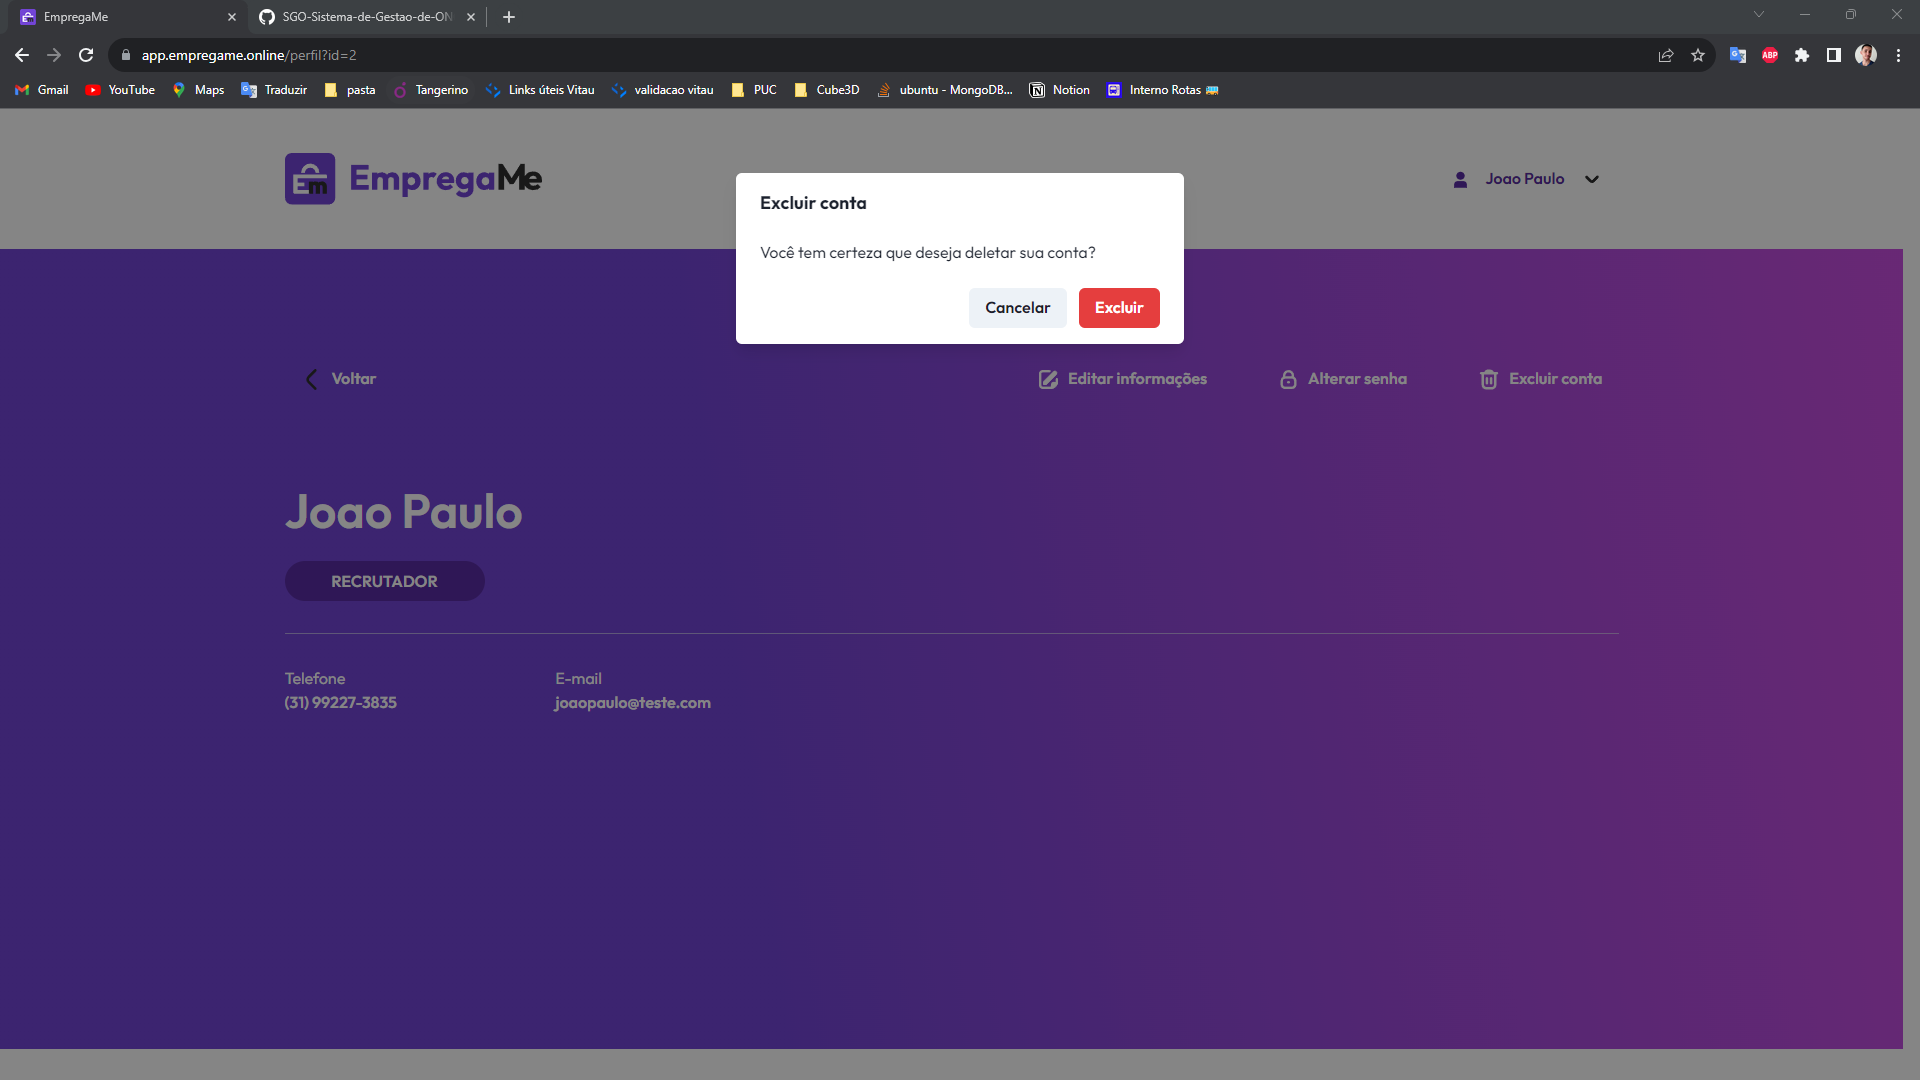 EmpregaMe
SGO-Sistema-de-Gestao-de-ON
app.empregame.online/perfil?id=2
ABP
Gmail YouTube Maps Traduzir pasta Tangerino Links úteis Vitau validacao vitau PUC Cube3D ubuntu - MongoDB... Notion Interno Rotas
EmpregaMe
Joao Paulo
Excluir conta
Você tem certeza que deseja deletar sua conta?
Cancelar Excluir
Voltar Editar informações Alterar senha Excluir conta
Joao Paulo
RECRUTADOR
Telefone E-mail
(31) 99227-3835 joaopaulo@teste.com